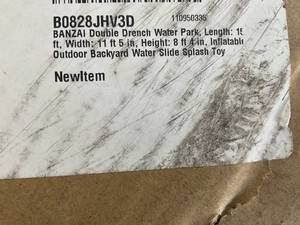 B0828JHV3D
110950335
BANZAI Double Drench Water Park, Length: 15
ft, Width: 11 ft 5 in, Height: 8 ft 4 in, Inflatable
Outdoor Backyard Water Slide Splash Toy
NewItem